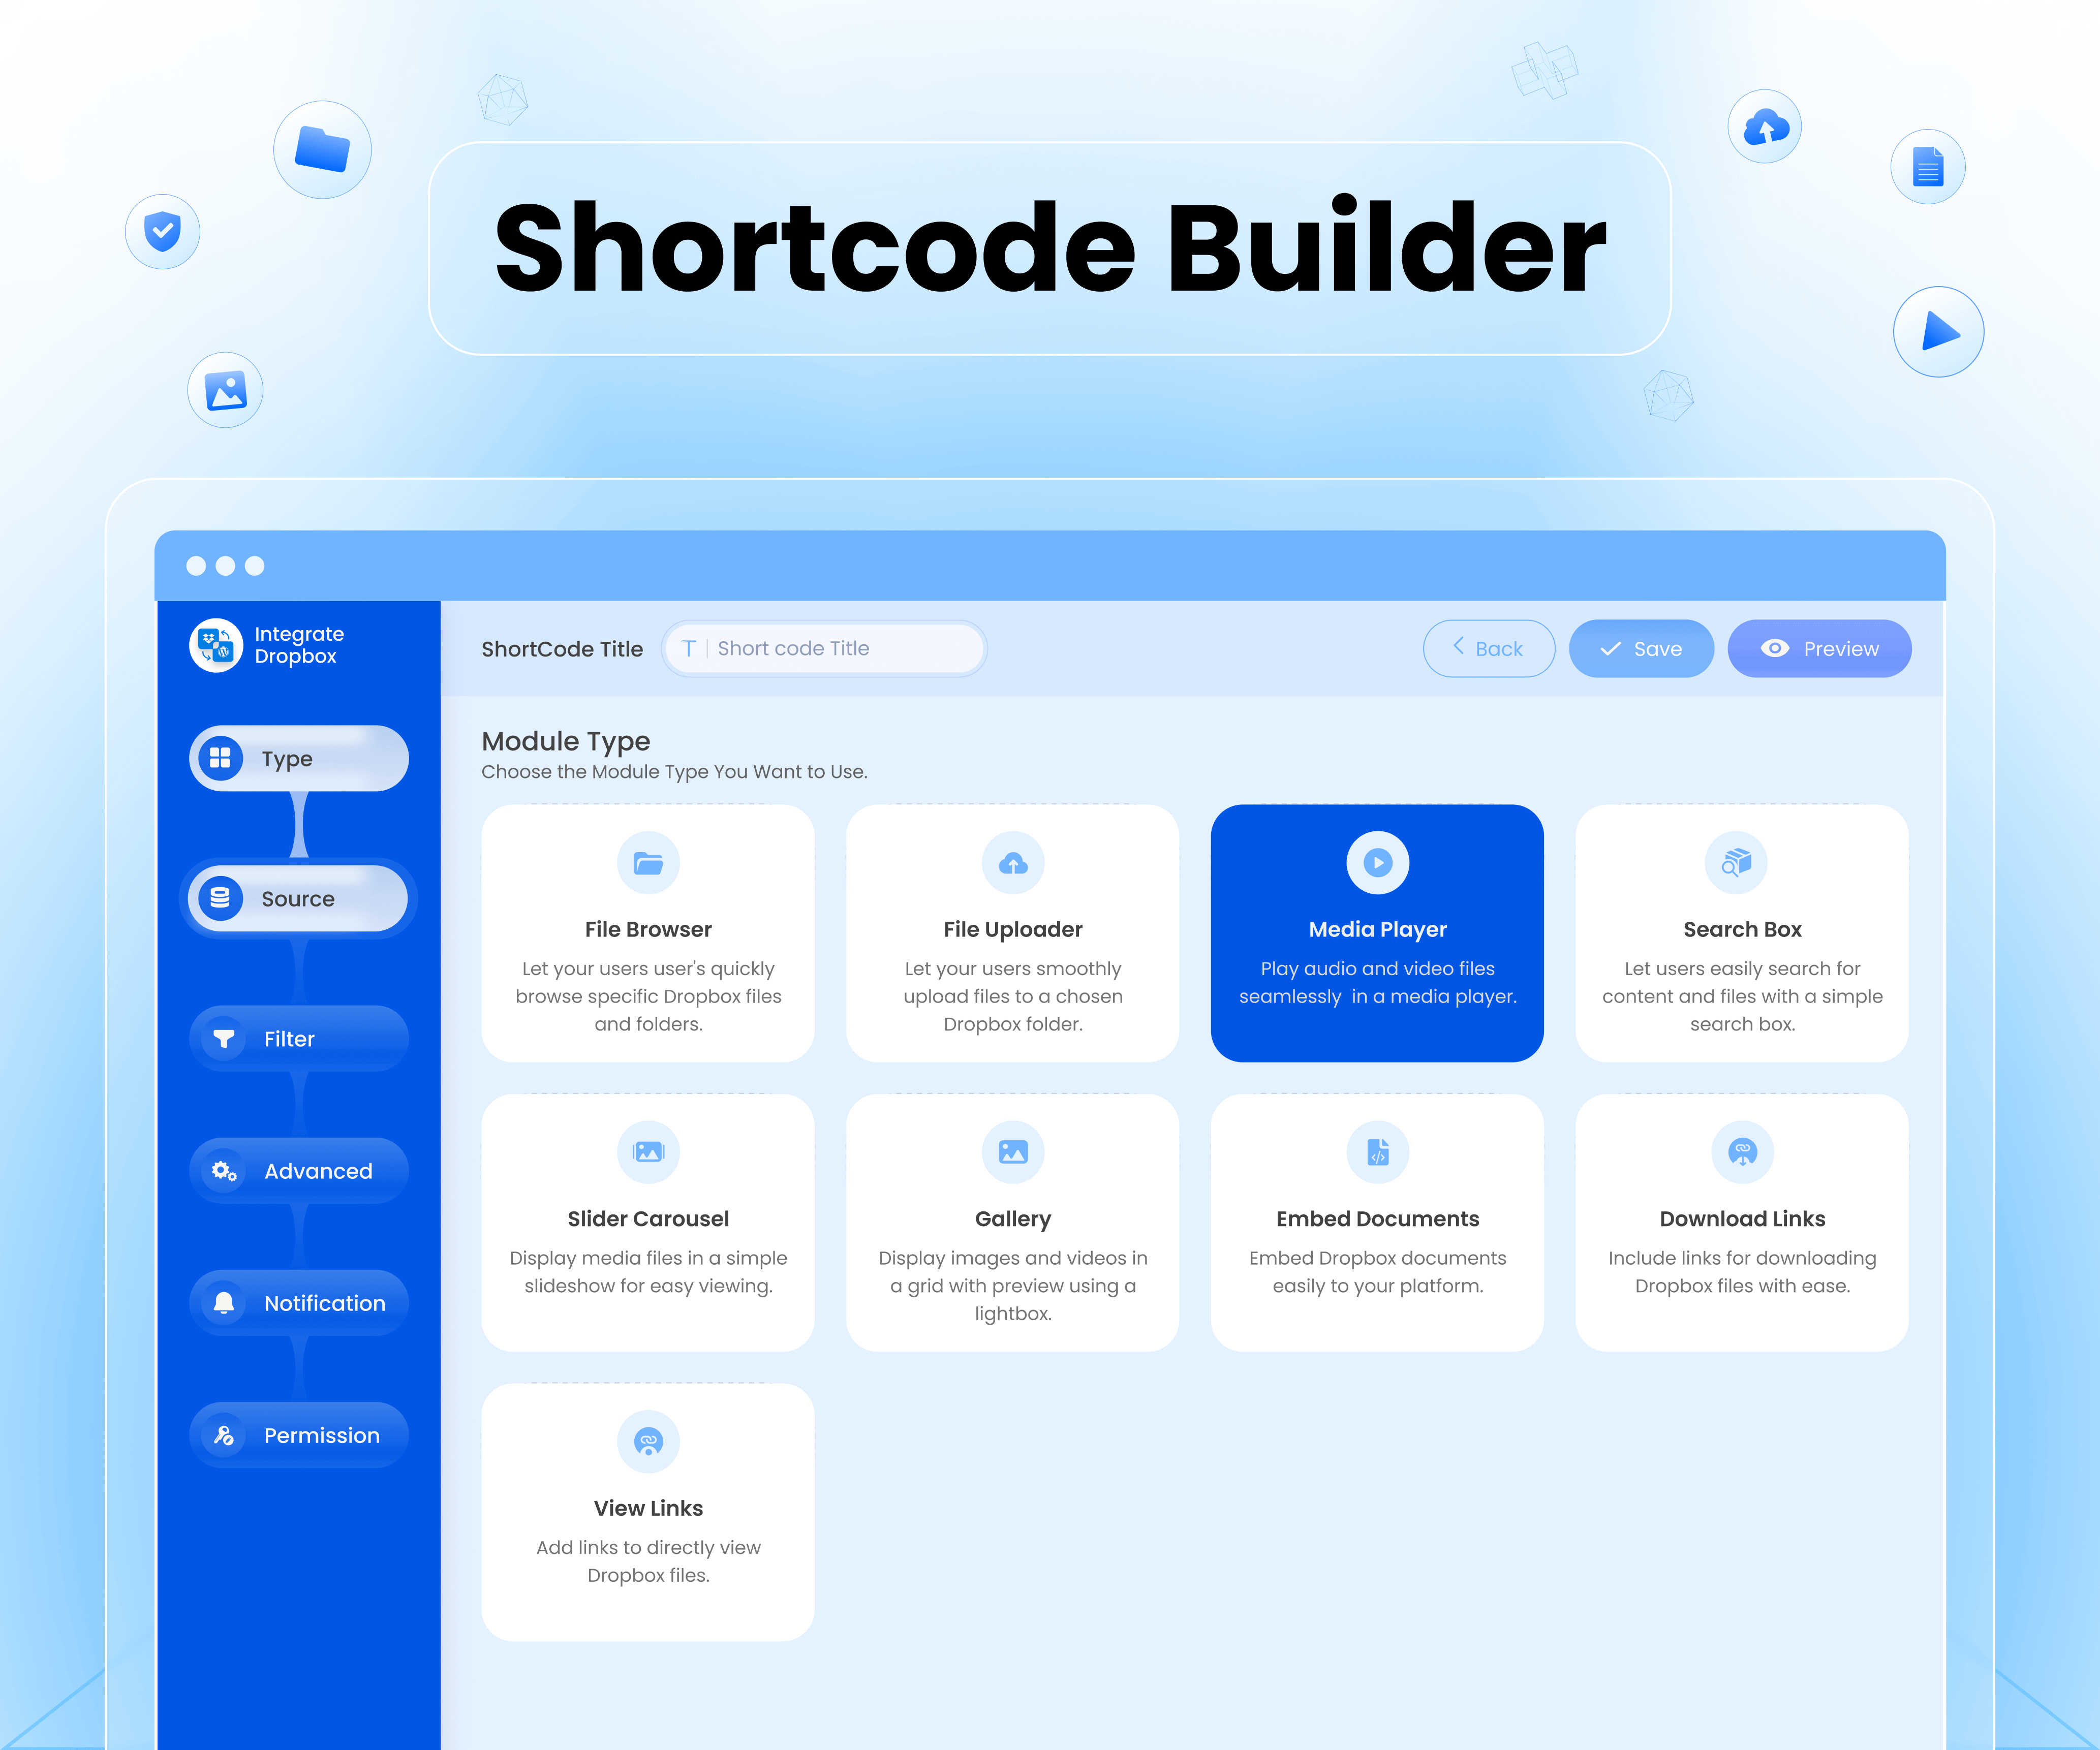 Shortcode Builder
Integrate
Dropbox
ShortCode Title
T
Short code Title
Back
Save
Preview
Type
Source
Filter
Advanced
Notification
Permission
Module Type
Choose the Module Type You Want to Use.
File Browser
Let your users user's quickly
browse specific Dropbox files
and folders.
File Uploader
Let your users smoothly
upload files to a chosen
Dropbox folder.
Media Player
Play audio and video files
seamlessly  in a media player.
Search Box
Let users easily search for
content and files with a simple
search box.
Slider Carousel
Display media files in a simple
slideshow for easy viewing.
Gallery
Display images and videos in
a grid with preview using a
lightbox.
Embed Documents
Embed Dropbox documents
easily to your platform.
Download Links
Include links for downloading
Dropbox files with ease.
View Links
Add links to directly view
Dropbox files.